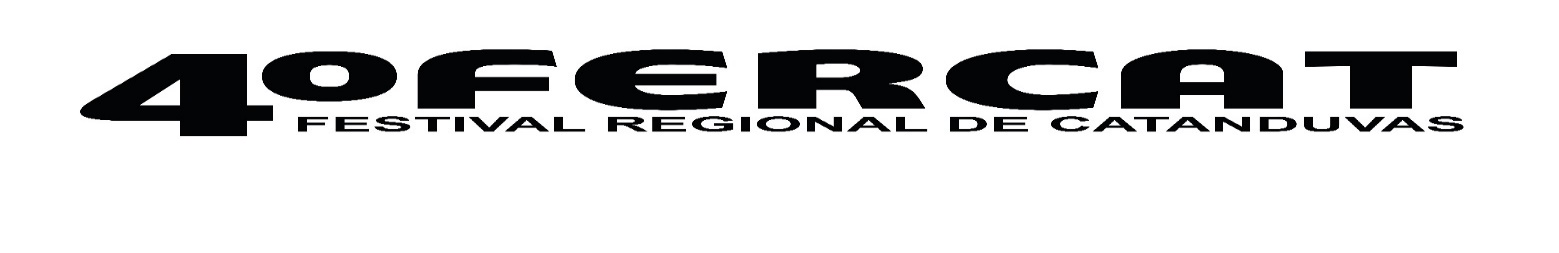 4ºFERCAT
FESTIVAL REGIONAL DE CATANDUVAS